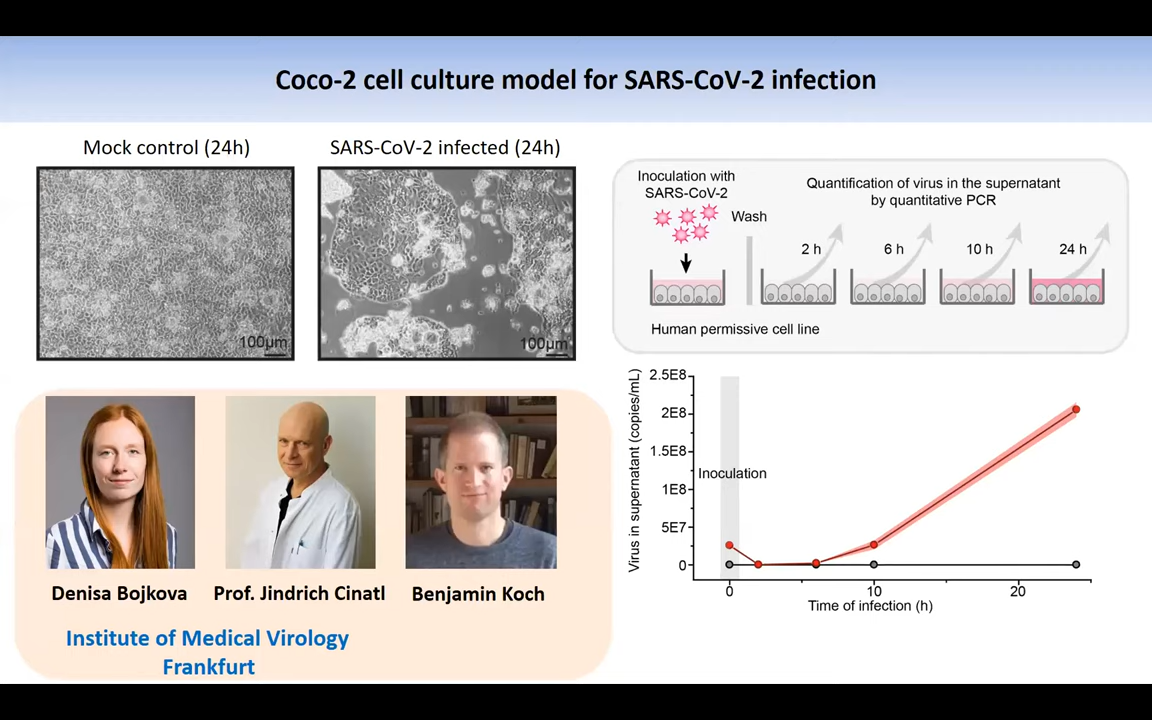 Coco-2 cell culture model for SARS-CoV-2 infection
Mock control (24h)
SARS-CoV-2 infected (24h)
100µm
100µm
Inoculation with
SARS-CoV-2
Wash
Quantification of virus in the supernatant
by quantitative PCR
2 h
6 h
10 h
24 h
Human permissive cell line
Denisa Bojkova
Prof. Jindrich Cinatl
Benjamin Koch
Institute of Medical Virology
Frankfurt
Virus in supernatant (copies/mL)
2.5E8
2E8
1.5E8
1E8
5E7
0
Inoculation
0
10
20
Time of infection (h)